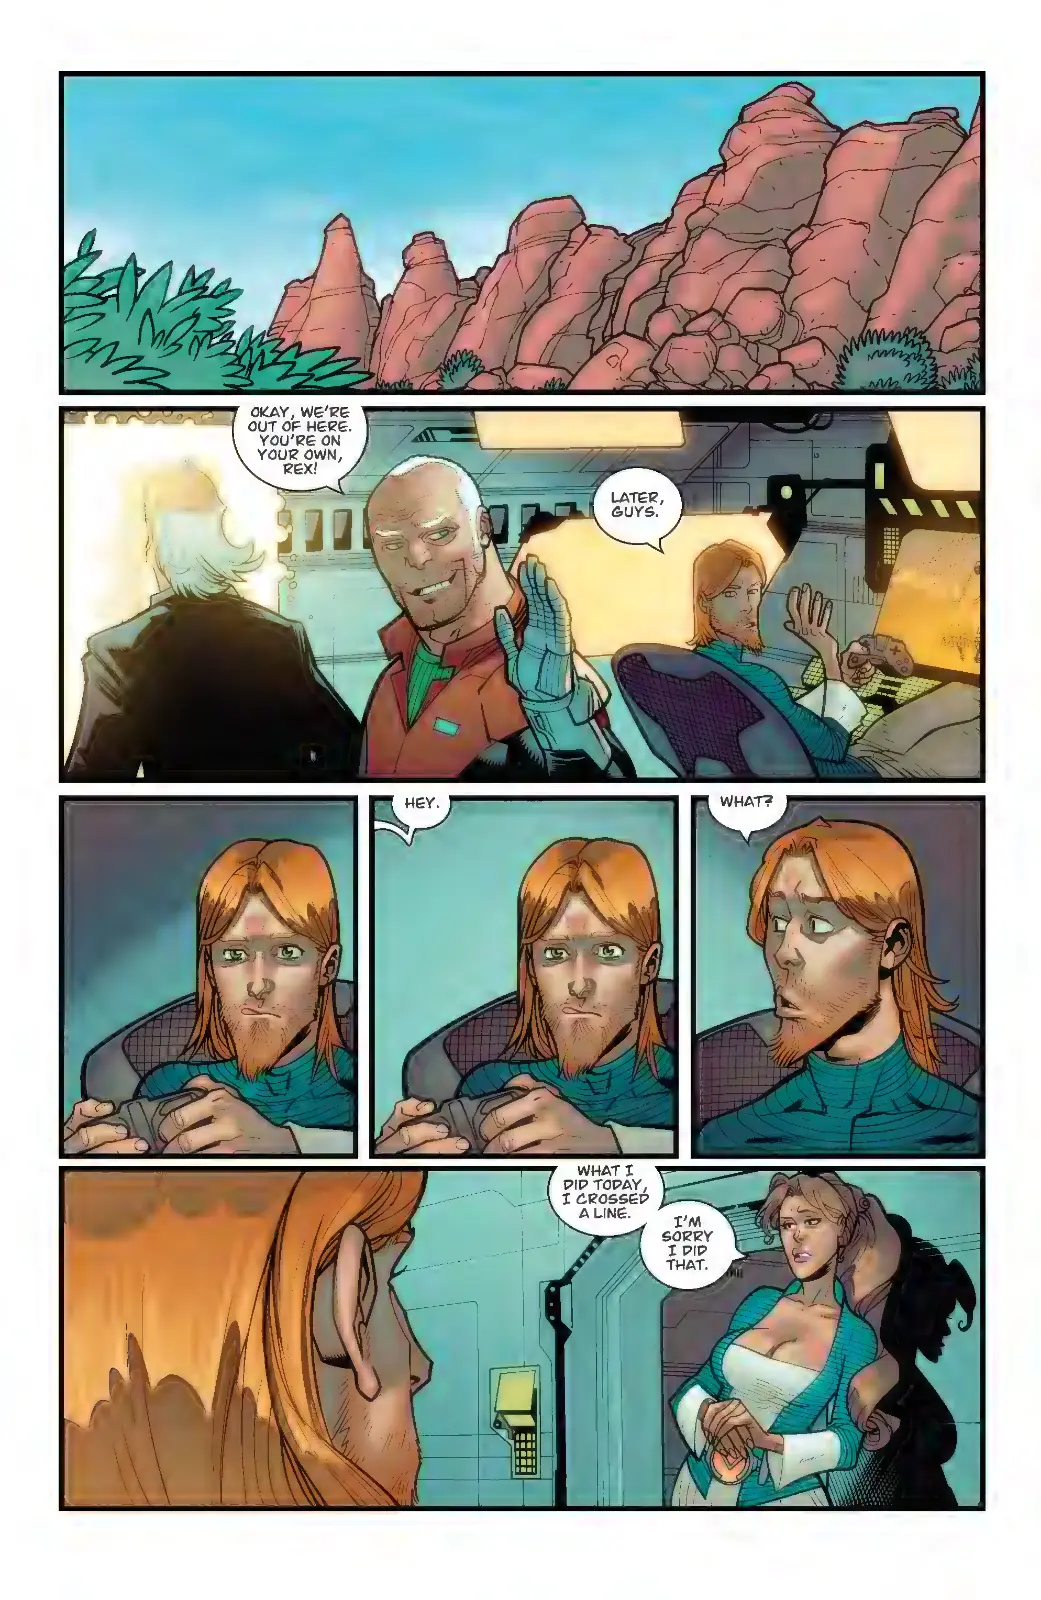 OKAY, WE'RE
OUT OF HERE.
YOU'RE ON
YOUR OWN,
REX!
LATER,
GUYS.
HEY.
WHAT?
WHAT I
DID TODAY,
I CROSSED
A LINE.
I'M
SORRY
I DID
THAT.